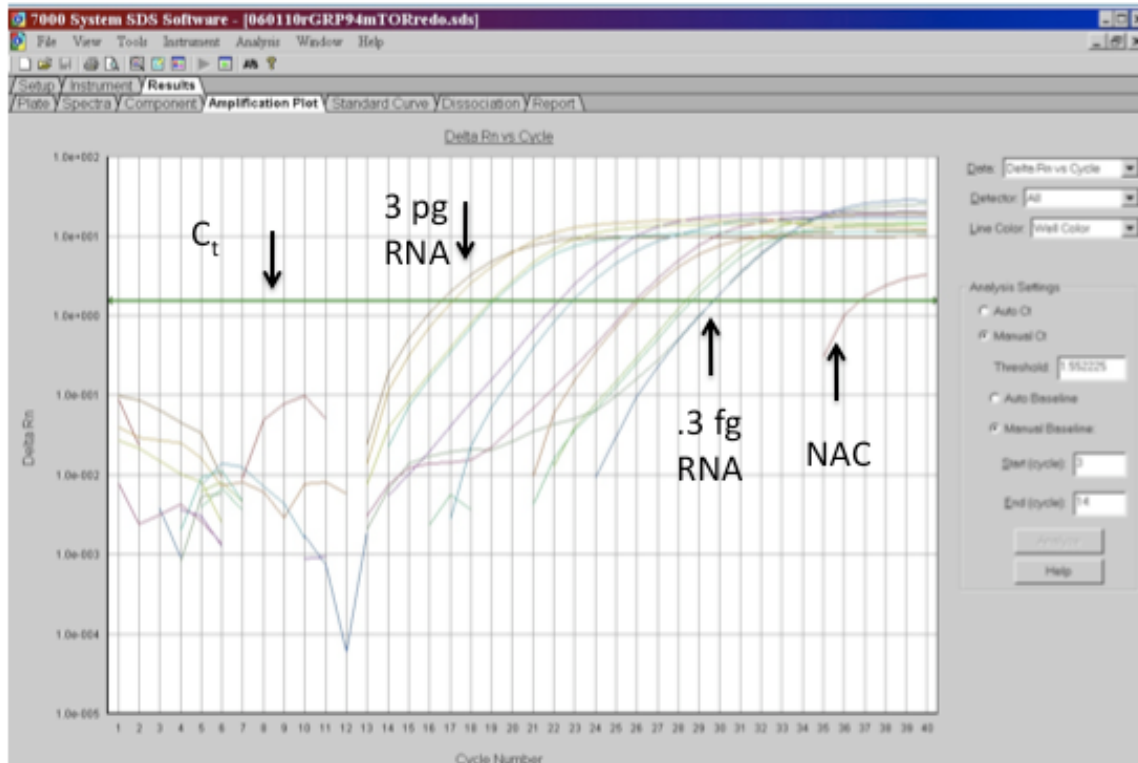 7000 System SDS Software - [060110rGRP94mTORredo.sds]
File View Tools Instrument Analysis Window Help
Setup Instrument Results
Plate Spectra Component Amplification Plot Standard Curve Dissociation Report
Delta Rn vs Cycle
1.0e+002
1.0e+001
1.0e+000
1.0e-001
1.0e-002
1.0e-003
1.0e-004
1.0e-005
Delta Rn
Ct
3 pg
RNA
.3 fg
RNA
NAC
1 2 3 4 5 6 7 8 9 10 11 12 13 14 15 16 17 18 19 20 21 22 23 24 25 26 27 28 29 30 31 32 33 34 35 36 37 38 39 40
Cycle Number
Data: Delta Rn vs Cycle
Detector: All
Line Color: Well Color
Analysis Settings
Auto Ct
Manual Ct
Threshold: 1.552225
Auto Baseline
Manual Baseline:
Start (cycle): 3
End (cycle): 14
Analyze
Help